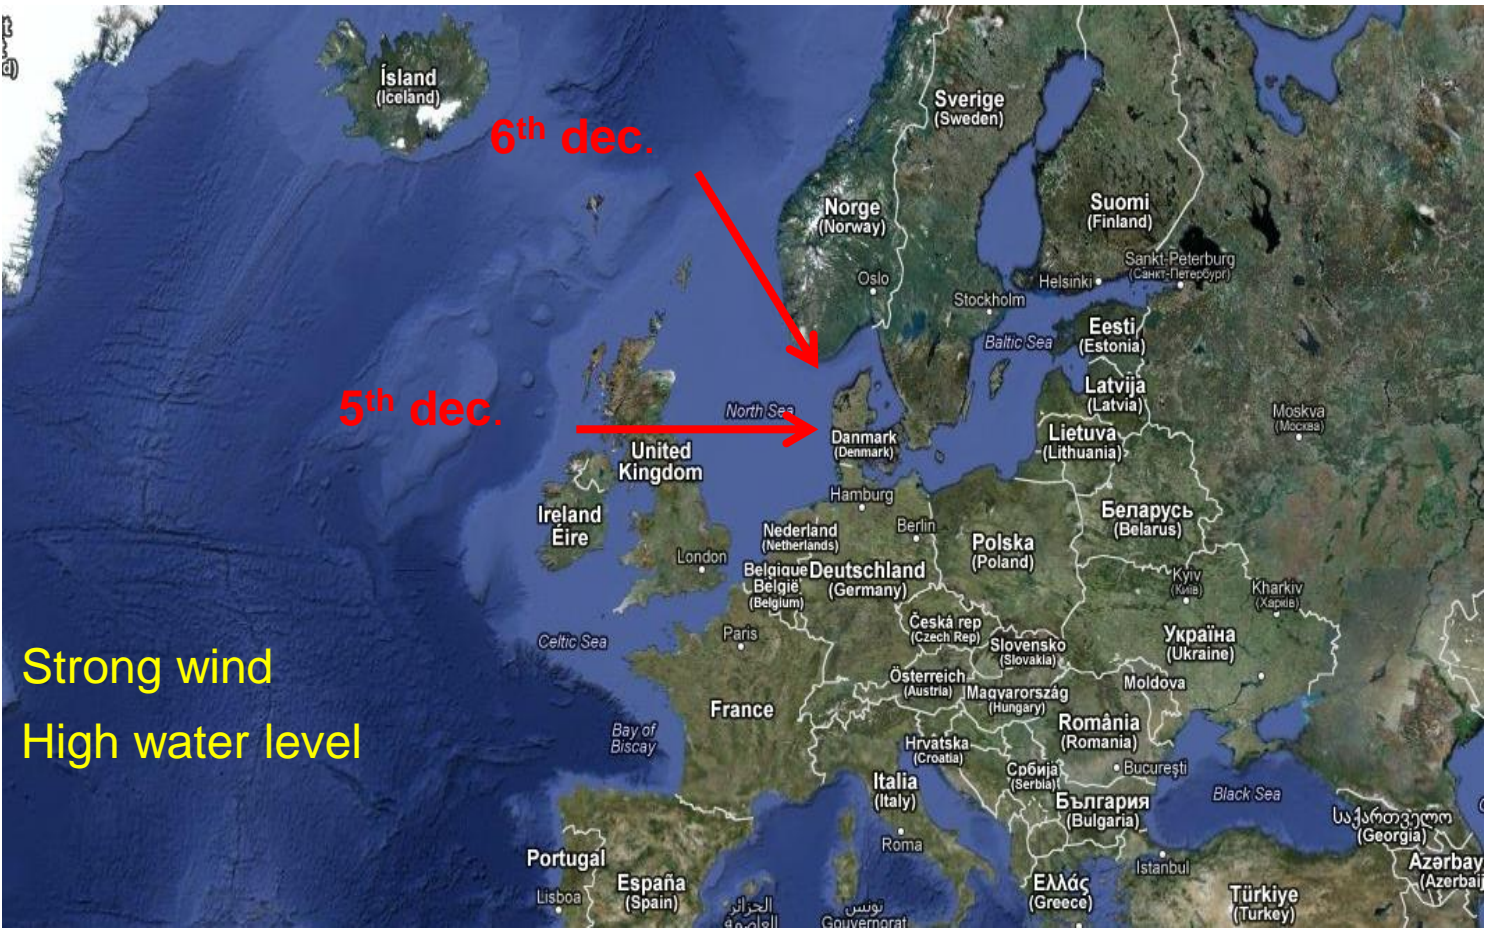 t
d)
Ísland
(Iceland)
6th dec.
Sverige
(Sweden)
Norge
(Norway)
Suomi
(Finland)
Oslo
Stockholm
Helsinki
Sankt-Peterburg
(Санкт-Петербург)
Baltic Sea
Eesti
(Estonia)
5th dec.
North Sea
Latvija
(Latvia)
Moskva
(Москва)
Danmark
(Denmark)
Lietuva
(Lithuania)
United
Kingdom
Hamburg
Ireland
Éire
Nederland
(Netherlands)
Berlin
Polska
(Poland)
Беларусь
(Belarus)
London
Belgique
België
(Belgium)
Deutschland
(Germany)
Kyiv
(Київ)
Kharkiv
(Харків)
Celtic Sea
Paris
Česká rep
(Czech Rep)
Slovensko
(Slovakia)
Україна
(Ukraine)
Strong wind
High water level
Österreich
(Austria)
Magyarország
(Hungary)
Moldova
France
Bay of
Biscay
România
(Romania)
Hrvatska
(Croatia)
Србија
(Serbia)
București
Italia
(Italy)
България
(Bulgaria)
Black Sea
საქართველო
(Georgia)
Roma
Portugal
Istanbul
Azərbay
(Azerbaij
Lisboa
España
(Spain)
الجزائر
العاصمة
تونس
Gouvernorat
Ελλάς
(Greece)
Türkiye
(Turkey)